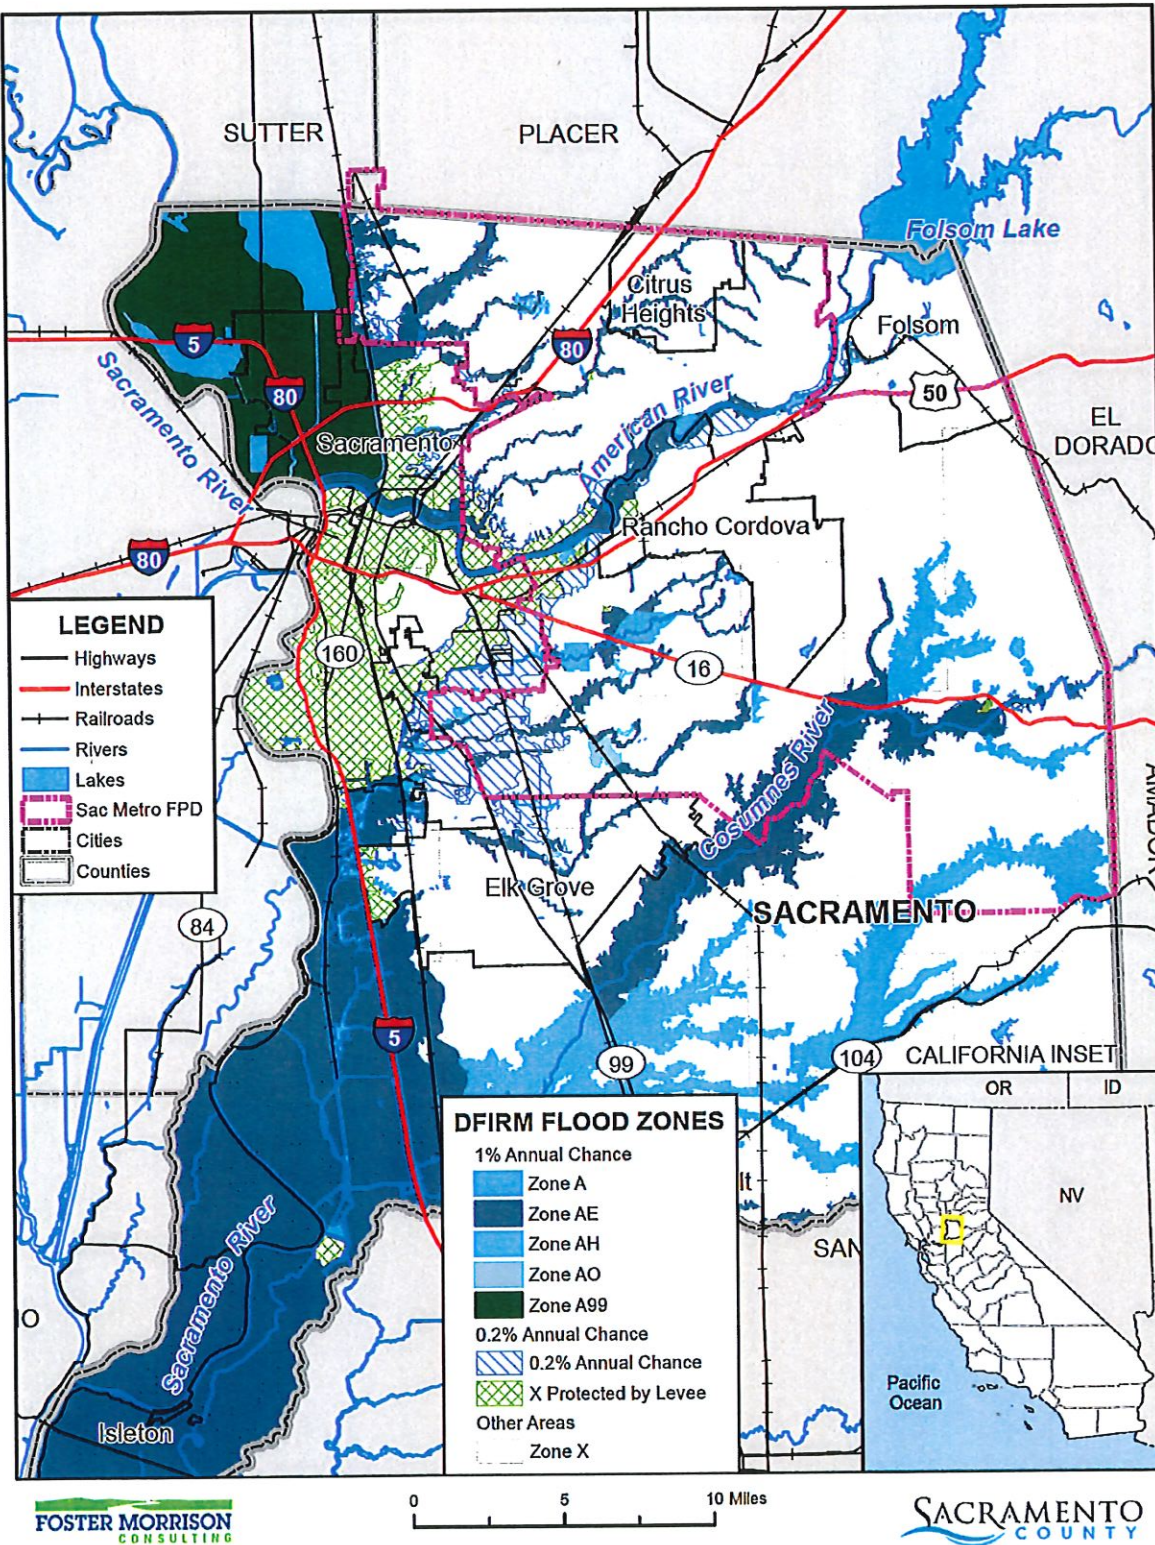 SUTTER
PLACER
Folsom Lake
Citrus
Heights
Folsom
5
80
80
50
Sacramento River
American River
EL
DORADO
Sacramento
Rancho Cordova
80
LEGEND
Highways
Interstates
Railroads
Rivers
Lakes
Sac Metro FPD
Cities
Counties
160
16
Cosumnes River
AMADOR
Elk Grove
SACRAMENTO
84
5
99
104
CALIFORNIA INSET
OR
ID
NV
Pacific
Ocean
DFIRM FLOOD ZONES
1% Annual Chance
Zone A
Zone AE
Zone AH
Zone AO
Zone A99
0.2% Annual Chance
0.2% Annual Chance
X Protected by Levee
Other Areas
Zone X
lt
SAN
O
Sacramento River
Isleton
FOSTER MORRISON
CONSULTING
0 5 10 Miles
SACRAMENTO
COUNTY